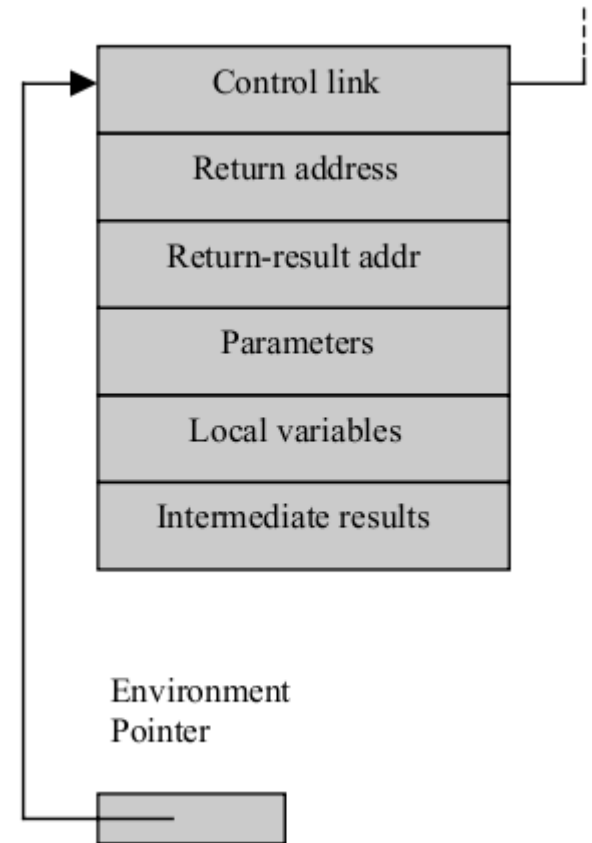 Control link
Return address
Return-result addr
Parameters
Local variables
Intermediate results
Environment
Pointer